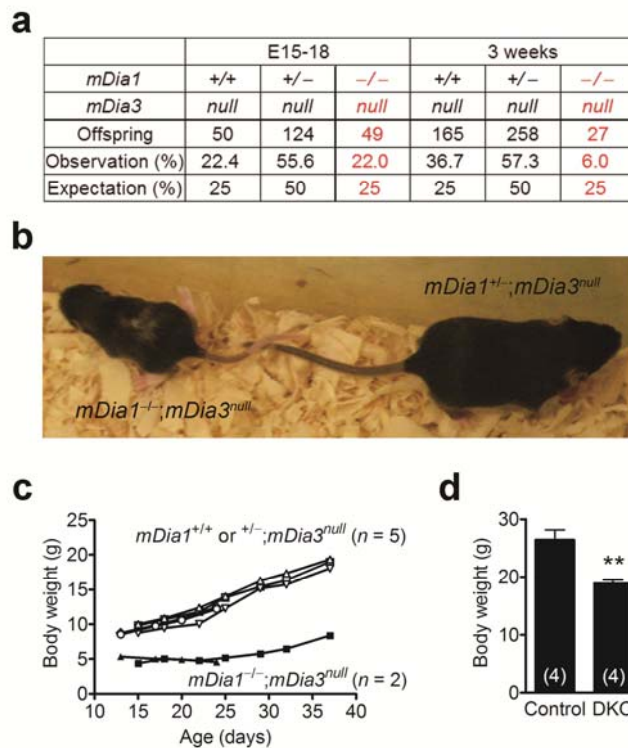 a
E15-18 3 weeks
mDia1 +/+ +/− −/− +/+ +/− −/−
mDia3 null null null null null null
Offspring 50 124 49 165 258 27
Observation (%) 22.4 55.6 22.0 36.7 57.3 6.0
Expectation (%) 25 50 25 25 50 25
b
mDia1+/−;mDia3null
mDia1−/−;mDia3null
c
Body weight (g)
25
20
15
10
5
0
mDia1+/+ or +/−;mDia3null (n = 5)
mDia1−/−;mDia3null (n = 2)
10 15 20 25 30 35 40
Age (days)
d
Body weight (g)
30
20
10
0
**
(4) (4)
Control DKO